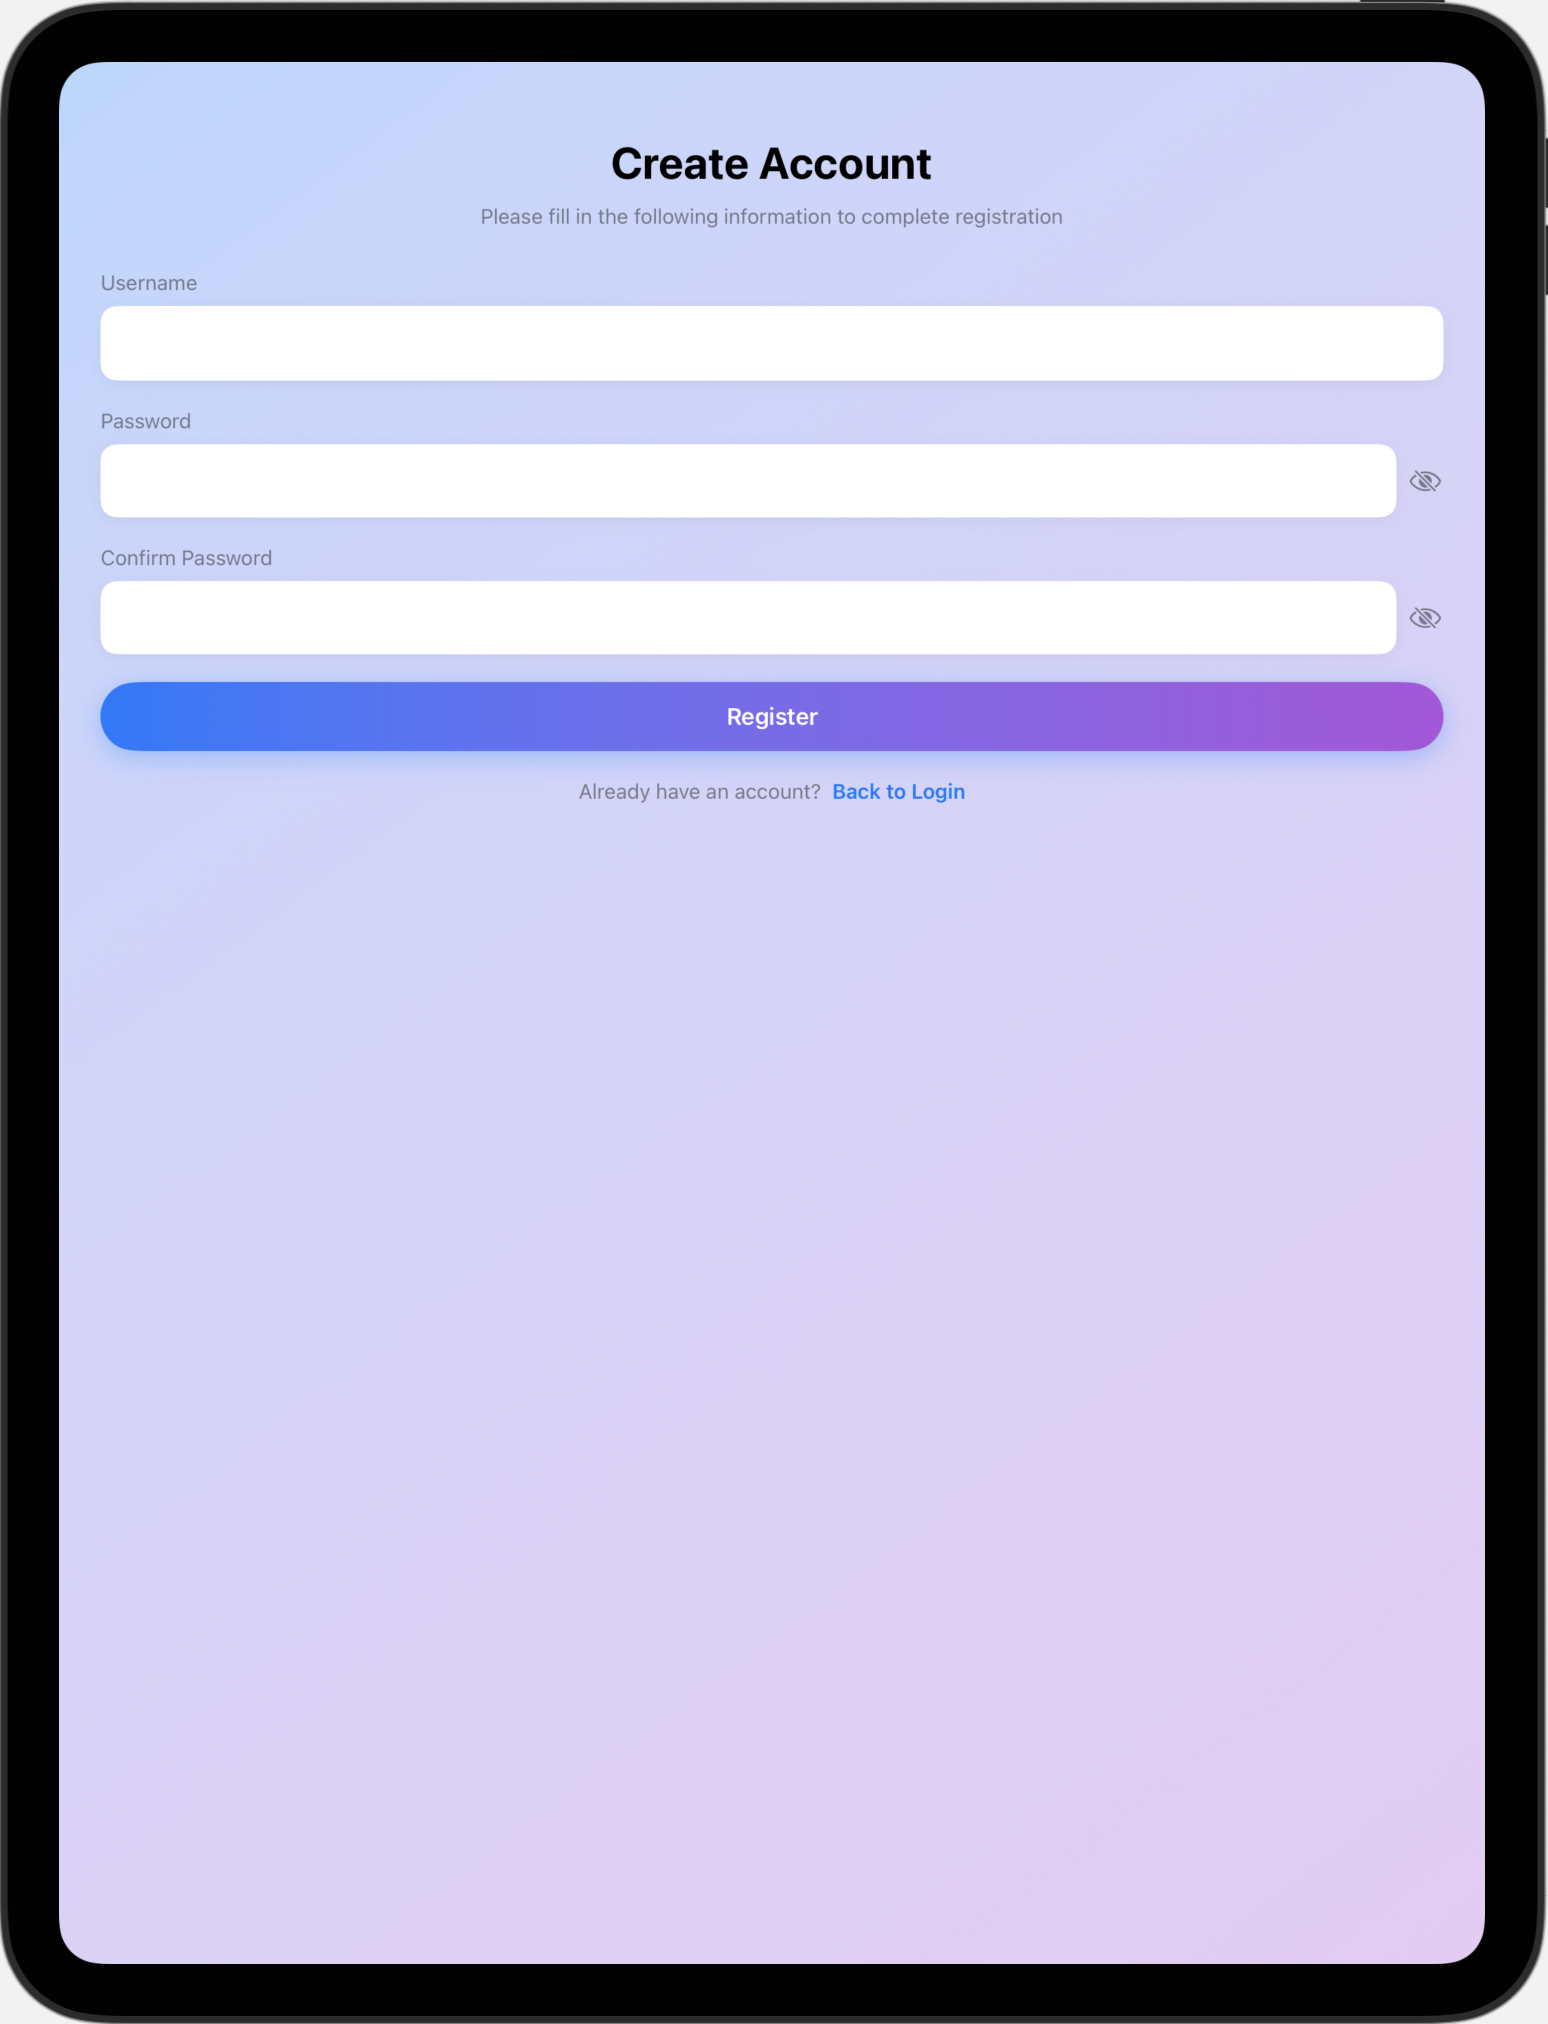 Create Account
Please fill in the following information to complete registration
Username
Password
Confirm Password
Register
Already have an account? Back to Login